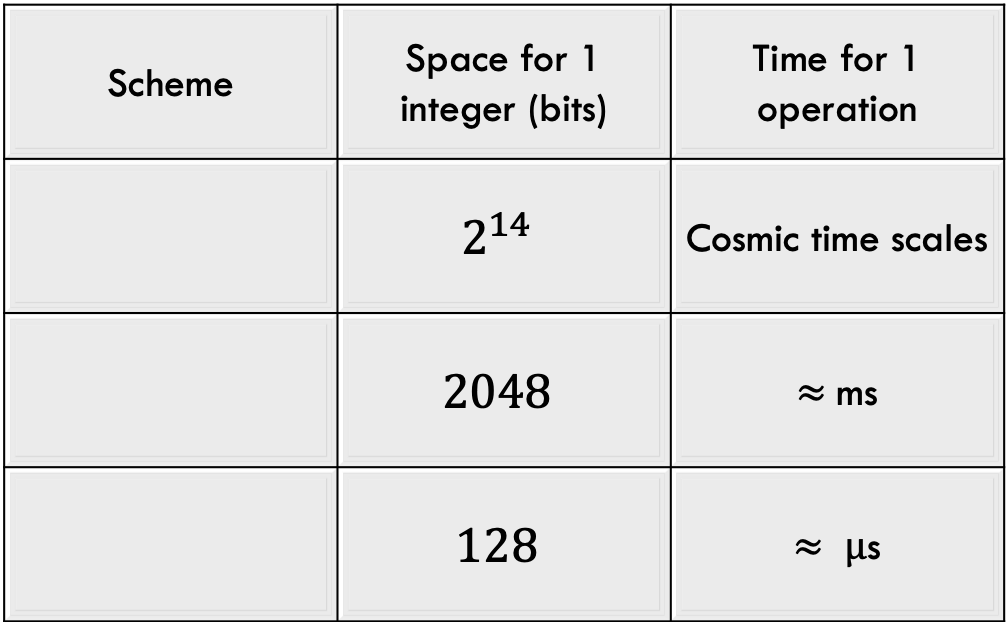 Scheme
Space for 1
integer (bits)
Time for 1
operation
2^14
Cosmic time scales
2048
≈ ms
128
≈ μs